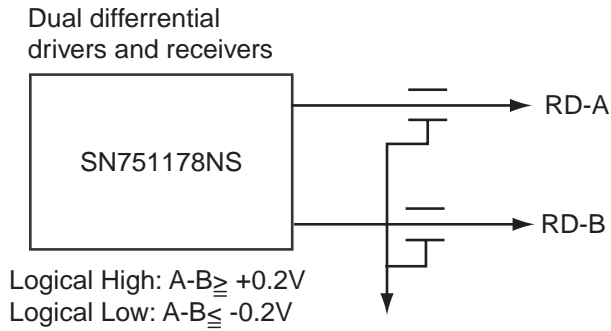 Dual differrential
drivers and receivers
RD-A
SN751178NS
RD-B
Logical High: A-B≧ +0.2V
Logical Low: A-B≦ -0.2V